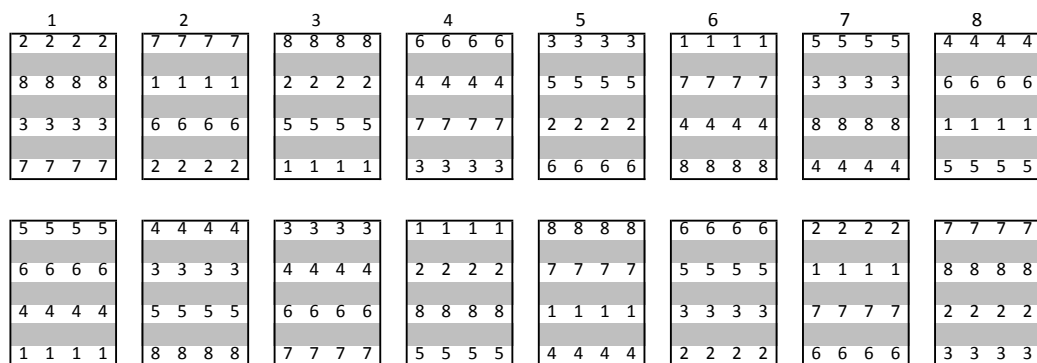 1 2 3 4 5 6 7 8
2 2 2 2 7 7 7 7 8 8 8 8 6 6 6 6 3 3 3 3 1 1 1 1 5 5 5 5 4 4 4 4
8 8 8 8 1 1 1 1 2 2 2 2 4 4 4 4 5 5 5 5 7 7 7 7 3 3 3 3 6 6 6 6
3 3 3 3 6 6 6 6 5 5 5 5 7 7 7 7 2 2 2 2 4 4 4 4 8 8 8 8 1 1 1 1
7 7 7 7 2 2 2 2 1 1 1 1 3 3 3 3 6 6 6 6 8 8 8 8 4 4 4 4 5 5 5 5
5 5 5 5 4 4 4 4 3 3 3 3 1 1 1 1 8 8 8 8 6 6 6 6 2 2 2 2 7 7 7 7
6 6 6 6 3 3 3 3 4 4 4 4 2 2 2 2 7 7 7 7 5 5 5 5 1 1 1 1 8 8 8 8
4 4 4 4 5 5 5 5 6 6 6 6 8 8 8 8 1 1 1 1 3 3 3 3 7 7 7 7 2 2 2 2
1 1 1 1 8 8 8 8 7 7 7 7 5 5 5 5 4 4 4 4 2 2 2 2 6 6 6 6 3 3 3 3